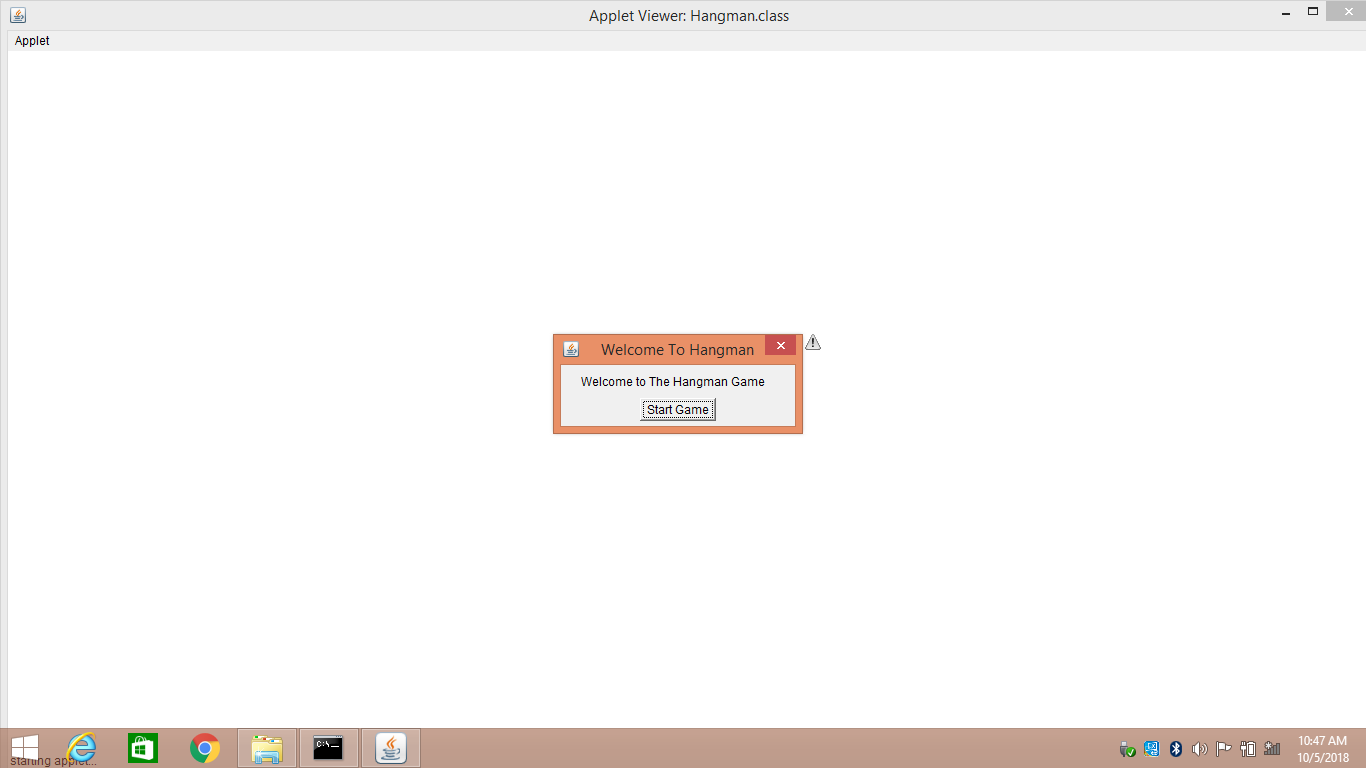 Applet Viewer: Hangman.class
Applet
Welcome To Hangman
Welcome to The Hangman Game
Start Game
C:\_
10:47 AM
starting applet...
10/5/2018